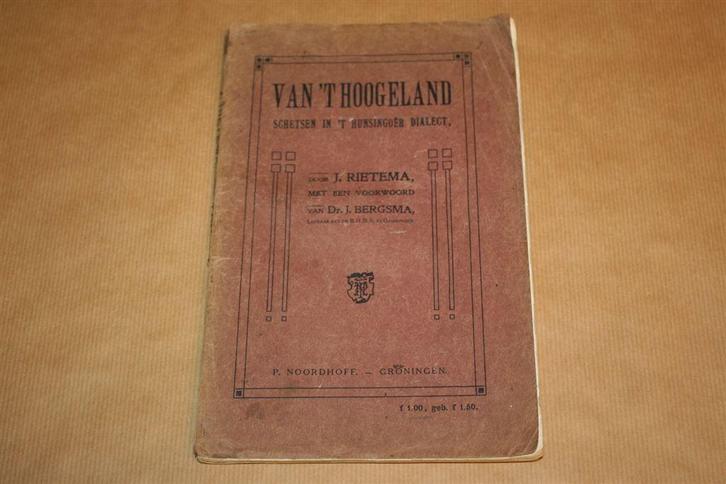 VAN 'T HOOGELAND
SCHETSEN IN 'T HUNSINGOËR DIALECT,
DOOR J. RIETEMA,
MET EEN VOORWOORD
VAN DR. J. BERGSMA,
P. NOORDHOFF. — GRONINGEN.
f 1.00, geb. f 1.50.